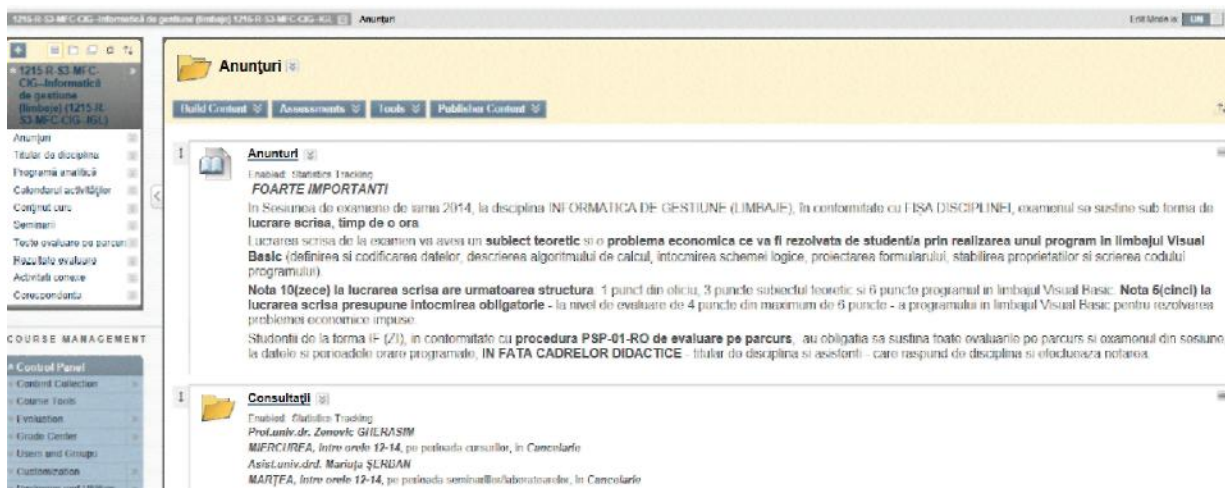 1215-R-S3-MFC-CIG--Informatică de gestiune (limbaje) 1215-R-S3-MFC-CIG--IGL Anunţuri
Edit Mode is: ON
1215-R-S3-MFC-
CIG--Informatică
de gestiune
(limbaje) (1215-R-
S3-MFC-CIG--IGL)
Anunţuri
Titular de disciplina
Programă analitică
Calendarul activităţilor
Conţinut curs
Seminarii
Teste evaluare pe parcurs
Rezultate evaluare
Activitati conexe
Corespondenta
COURSE MANAGEMENT
Control Panel
Content Collection
Course Tools
Evaluation
Grade Center
Users and Groups
Customization
Anunţuri
Build Content Assessments Tools Publisher Content
Anunturi
Enabled: Statistics Tracking
FOARTE IMPORTANT!
In Sesiunea de examene de iarna 2014, la disciplina INFORMATICA DE GESTIUNE (LIMBAJE), in conformitate cu FIŞA DISCIPLINEI, examenul se sustine sub forma de
lucrare scrisa, timp de o ora
Lucrarea scrisa de la examen va avea un subiect teoretic si o problema economica ce va fi rezolvata de student/a prin realizarea unui program in limbajul Visual
Basic (definirea si codificarea datelor, descrierea algoritmului de calcul, intocmirea schemei logice, proiectarea formularului, stabilirea proprietatilor si scrierea codului
programului).
Nota 10(zece) la lucrarea scrisa are urmatoarea structura: 1 punct din oficiu, 3 puncte subiectul teoretic si 6 puncte programul in limbajul Visual Basic. Nota 5(cinci) la
lucrarea scrisa presupune intocmirea obligatorie - la nivel de evaluare de 4 puncte din maximum de 6 puncte - a programului in limbajul Visual Basic pentru rezolvarea
problemei economice impuse.
Studentii de la forma IF (ZI), in conformitate cu procedura PSP-01-RO de evaluare pe parcurs, au obligatia sa sustina toate evaluarile pe parcurs si examenul din sesiune,
la datele si perioadele orare programate, IN FATA CADRELOR DIDACTICE - titular de disciplina si asistenti - care raspund de disciplina si efectueaza notarea.
Consultaţii
Enabled: Statistics Tracking
Prof.univ.dr. Zenovic GHERASIM
MIERCUREA, intre orele 12-14, pe perioada cursurilor, in Cancelarie
Asist.univ.drd. Mariuţa ŞERBAN
MARŢEA, intre orele 12-14, pe perioada seminariilor/laboratoarelor, in Cancelarie